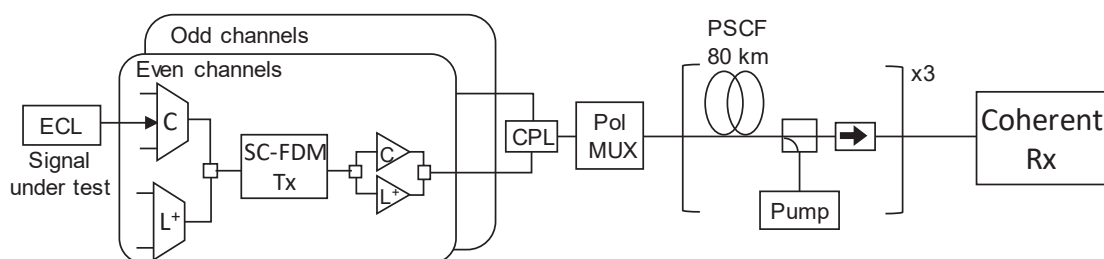 Odd channels
Even channels
ECL
Signal
under test
C
L+
SC-FDM
Tx
C
L+
CPL
Pol
MUX
PSCF
80 km
Pump
x3
Coherent
Rx